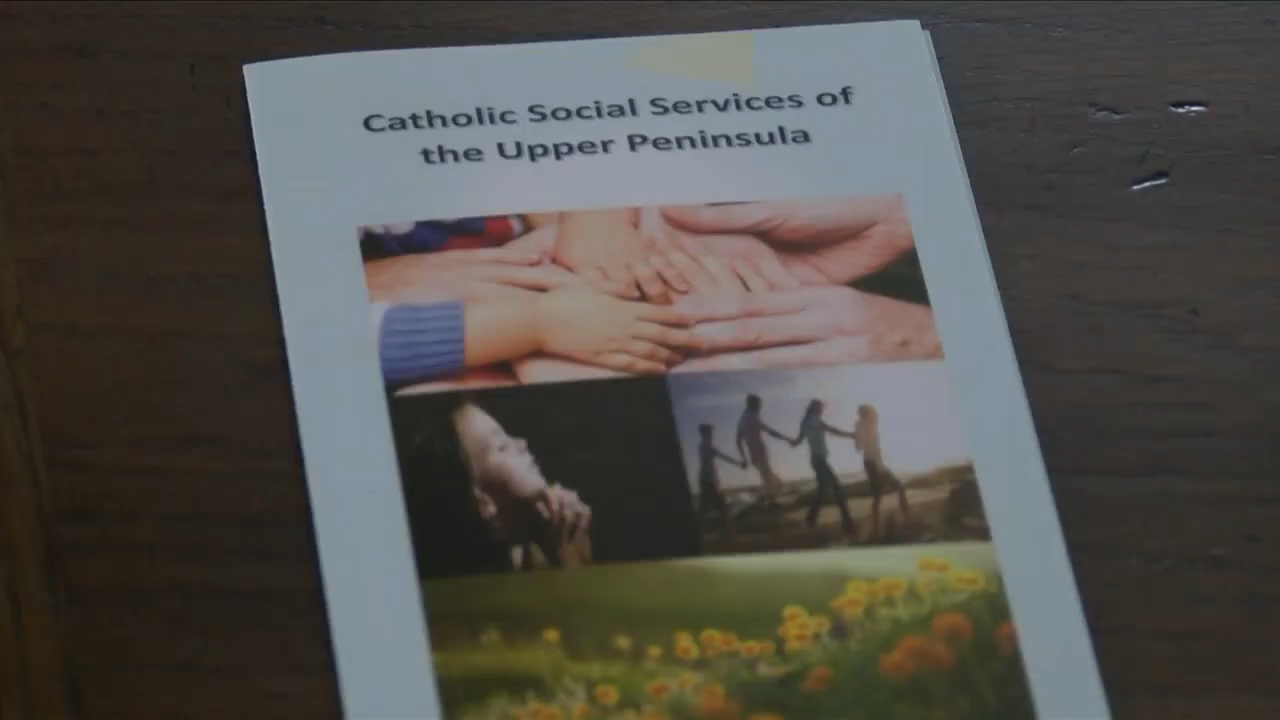 Catholic Social Services of
the Upper Peninsula